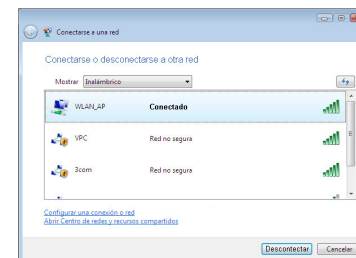 Conectarse a una red
Conectarse o desconectarse a otra red
Mostrar Inalámbrico
WLAN_AP Conectado
VPC Red no segura
3com Red no segura
Configurar una conexión o red
Abrir Centro de redes y recursos compartidos
Descontectar Cancelar